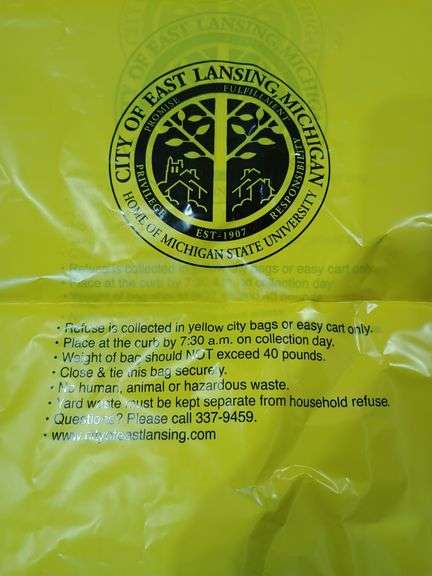 CITY OF EAST LANSING, MICHIGAN
PROMISE FULFILLMENT
PRIVILEGE RESPONSIBILITY
EST-1907
HOME OF MICHIGAN STATE UNIVERSITY
• Refuse is collected in yellow city bags or easy cart only.
• Place at the curb by 7:30 a.m. on collection day.
• Weight of bag should NOT exceed 40 pounds.
• Close & tie this bag securely.
• No human, animal or hazardous waste.
• Yard waste must be kept separate from household refuse.
• Questions? Please call 337-9459.
• www.cityofeastlansing.com